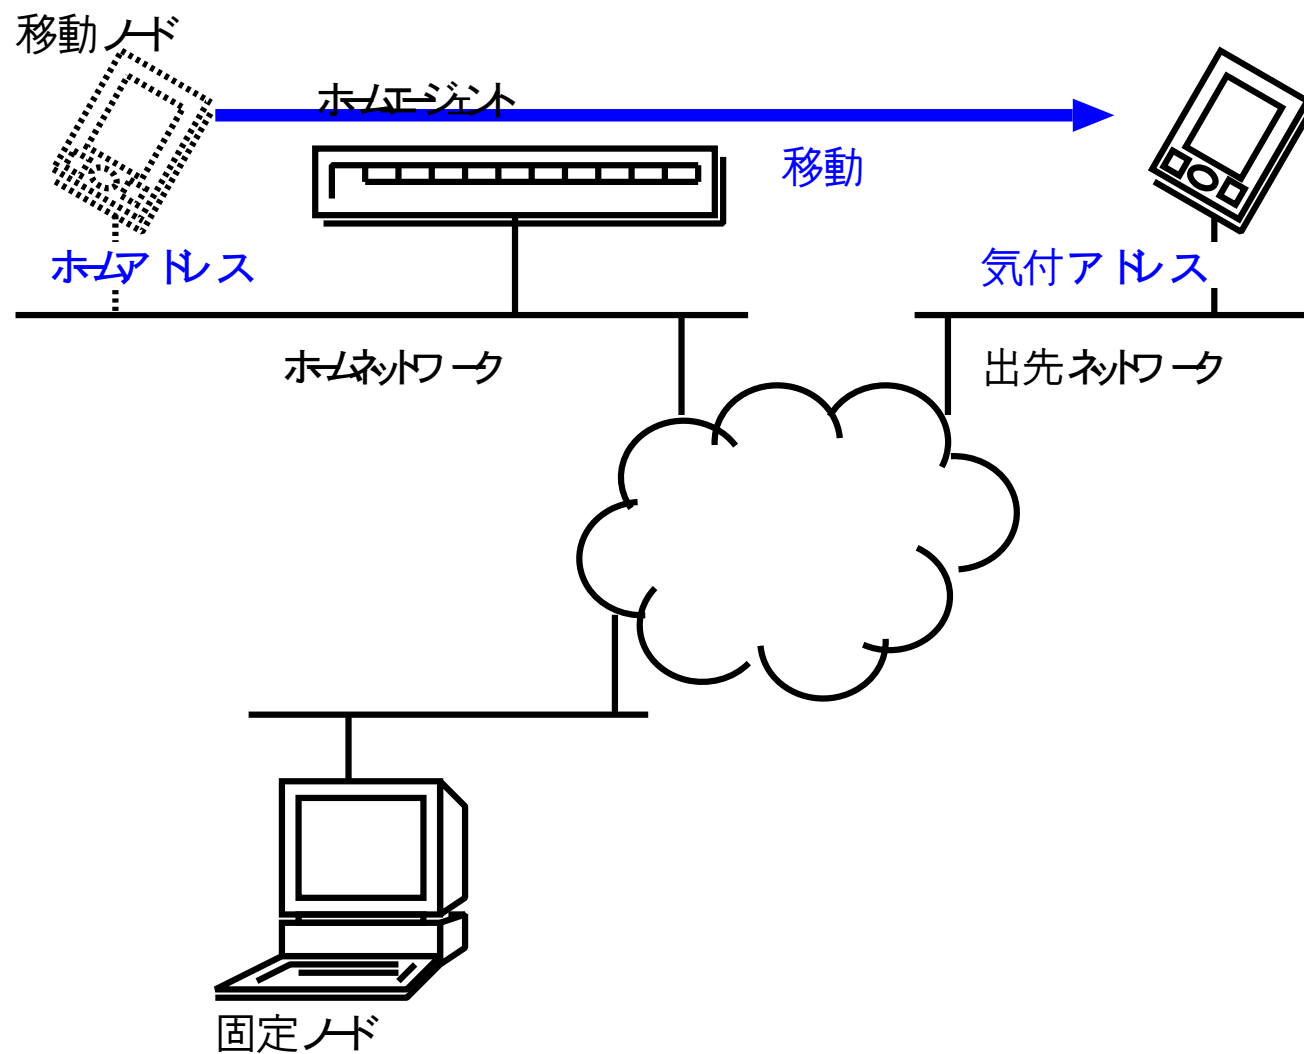 移動ノード
ホームエージェント
移動
ホームアドレス
気付アドレス
ホームネットワーク
出先ネットワーク
固定ノード